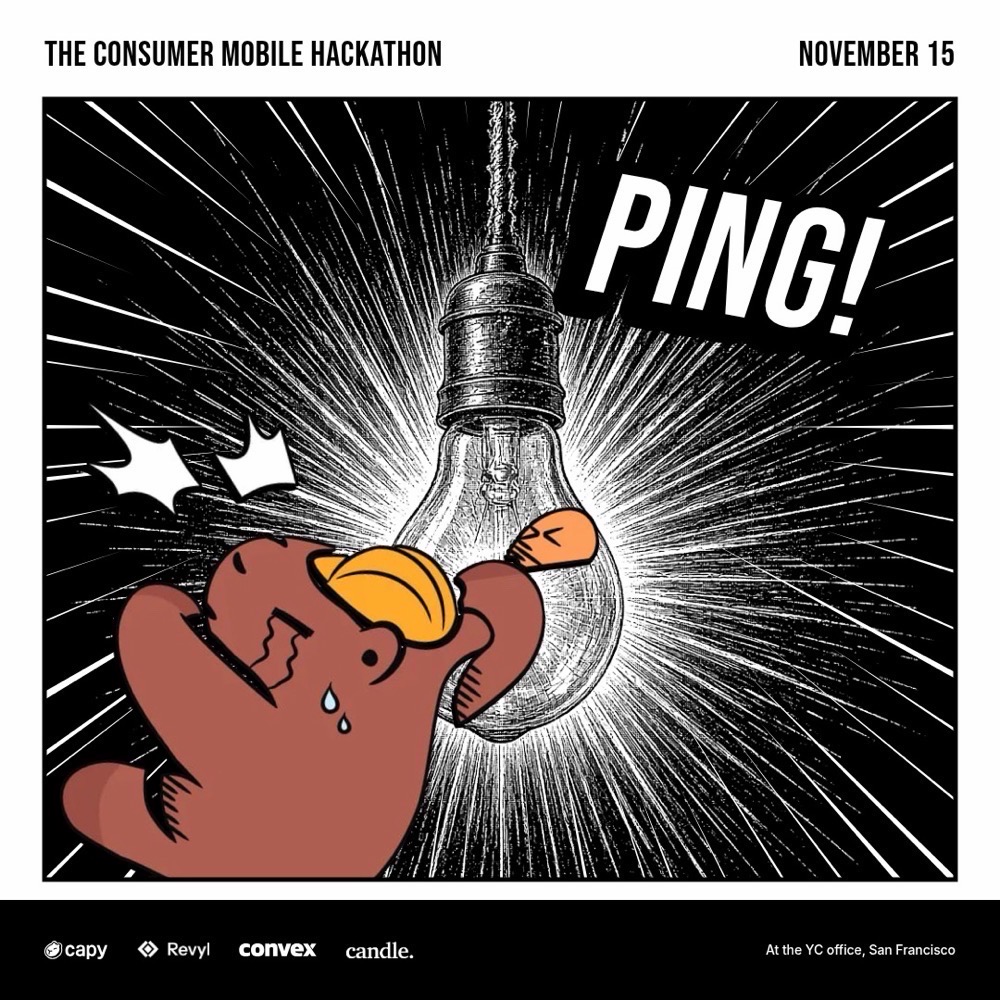 THE CONSUMER MOBILE HACKATHON
NOVEMBER 15
PING!
capy
Revyl
convex
candle.
At the YC office, San Francisco